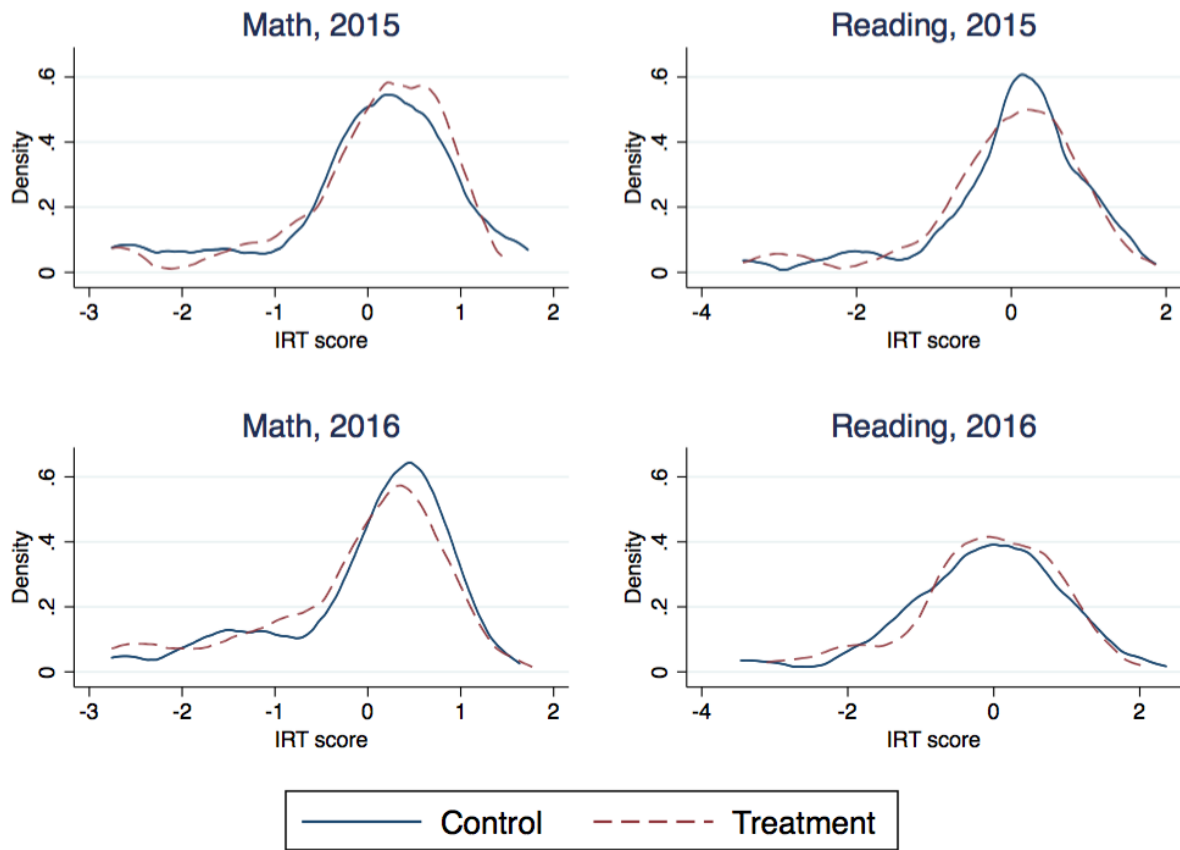 Math, 2015
Density
.6
.4
.2
0
-3 -2 -1 0 1 2
IRT score
Reading, 2015
Density
.6
.4
.2
0
-4 -2 0 2
IRT score
Math, 2016
Density
.6
.4
.2
0
-3 -2 -1 0 1 2
IRT score
Reading, 2016
Density
.6
.4
.2
0
-4 -2 0 2
IRT score
Control Treatment